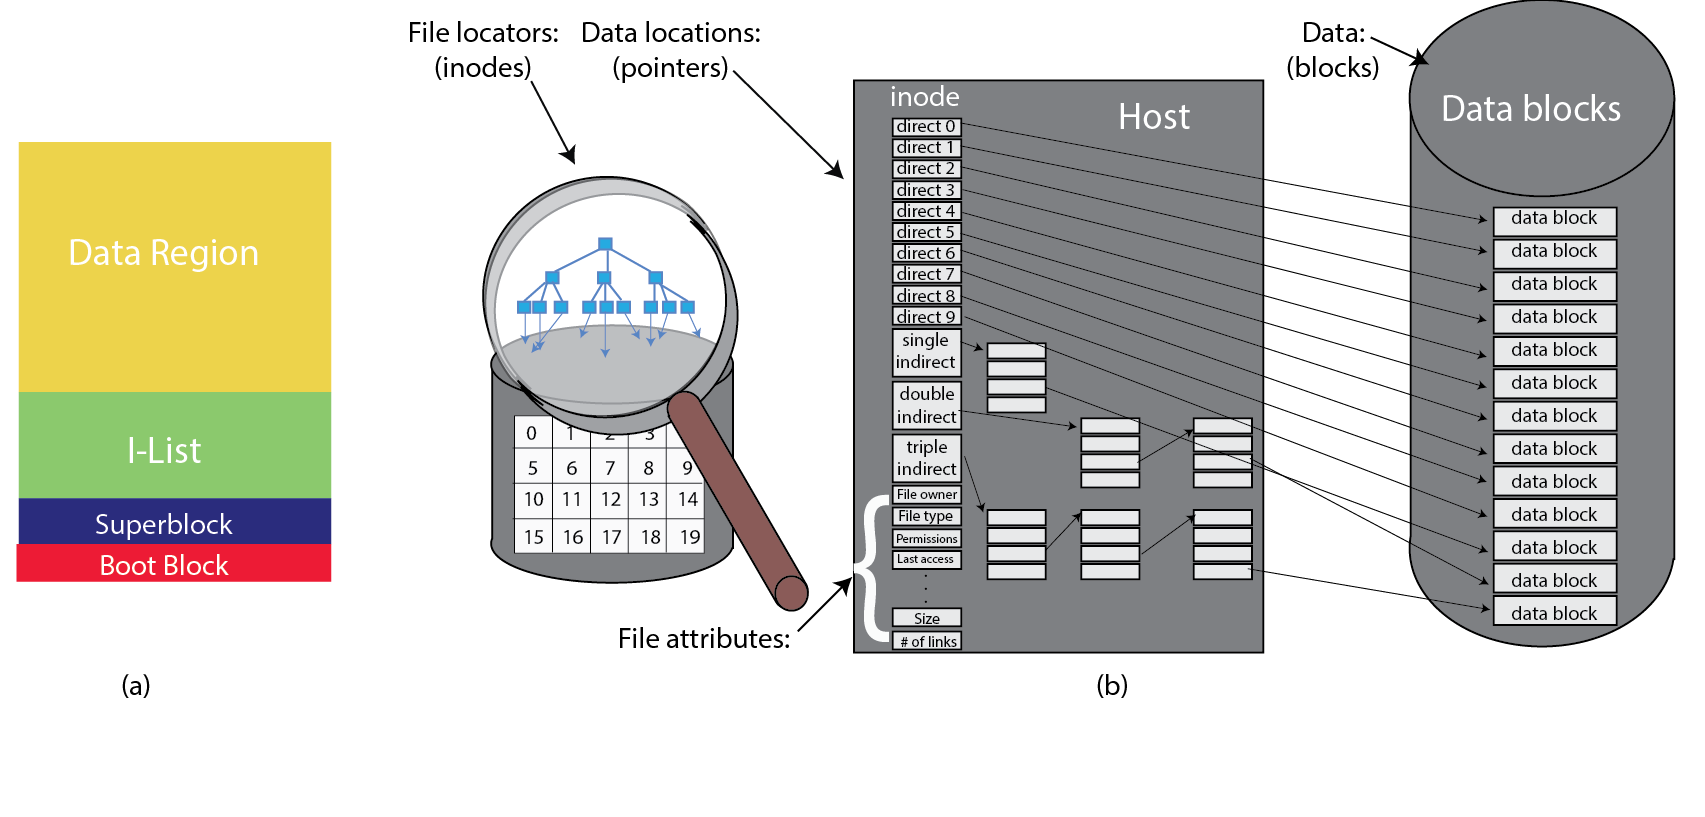 File locators:
(inodes)
Data locations:
(pointers)
Data:
(blocks)
Data Region
I-List
Superblock
Boot Block
(a)
0 1 2 3
5 6 7 8 9
10 11 12 13 14
15 16 17 18 19
File attributes:
inode
Host
direct 0
direct 1
direct 2
direct 3
direct 4
direct 5
direct 6
direct 7
direct 8
direct 9
single
indirect
double
indirect
triple
indirect
File owner
File type
Permissions
Last access
.
.
.
Size
# of links
(b)
Data blocks
data block
data block
data block
data block
data block
data block
data block
data block
data block
data block
data block
data block
data block